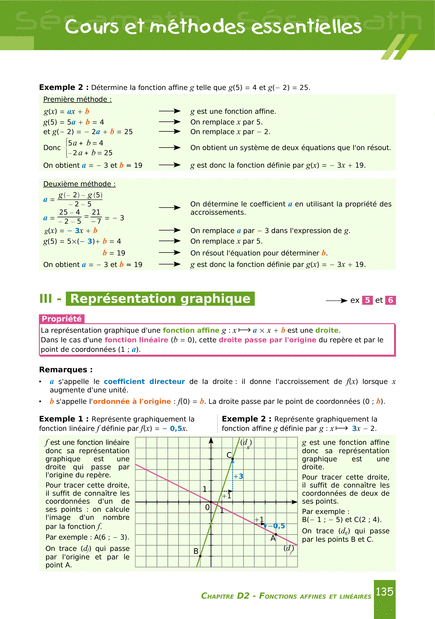 Cours et méthodes essentielles
Exemple 2 : Détermine la fonction affine g telle que g(5) = 4 et g(− 2) = 25.
Première méthode :
g(x) = ax + b g est une fonction affine.
g(5) = 5a + b = 4 On remplace x par 5.
et g(− 2) = − 2a + b = 25 On remplace x par − 2.
Donc 5a + b = 4
−2a + b = 25 On obtient un système de deux équations que l'on résout.
On obtient a = − 3 et b = 19 g est donc la fonction définie par g(x) = − 3x + 19.
Deuxième méthode :
a = g(−2) − g(5) / −2 − 5 On détermine le coefficient a en utilisant la propriété des accroissements.
a = 25 − 4 / −2 − 5 = 21 / −7 = − 3
g(x) = − 3x + b On remplace a par − 3 dans l'expression de g.
g(5) = 5×(− 3)+ b = 4 On remplace x par 5.
b = 19 On résout l'équation pour déterminer b.
On obtient a = − 3 et b = 19 g est donc la fonction définie par g(x) = − 3x + 19.
III - Représentation graphique ex 5 et 6
Propriété
La représentation graphique d'une fonction affine g : x ⟼ a × x + b est une droite.
Dans le cas d'une fonction linéaire (b = 0), cette droite passe par l'origine du repère et par le
point de coordonnées (1 ; a).
Remarques :
• a s'appelle le coefficient directeur de la droite : il donne l'accroissement de f(x) lorsque x
augmente d'une unité.
• b s'appelle l'ordonnée à l'origine : f(0) = b. La droite passe par le point de coordonnées (0 ; b).
Exemple 1 : Représente graphiquement la
fonction linéaire f définie par f(x) = − 0,5x.
Exemple 2 : Représente graphiquement la
fonction affine g définie par g : x ⟼ 3x − 2.
f est une fonction linéaire
donc sa représentation
graphique est une
droite qui passe par
l'origine du repère.
Pour tracer cette droite,
il suffit de connaître les
coordonnées d'un de
ses points : on calcule
l'image d'un nombre
par la fonction f.
Par exemple : A(6 ; − 3).
On trace (df) qui passe
par l'origine et par le
point A.
(dg)
C
+3
1
+1
0
1
+1
−0,5
A
(df)
B
g est une fonction affine
donc sa représentation
graphique est une
droite.
Pour tracer cette droite,
il suffit de connaître les
coordonnées de deux de
ses points.
Par exemple :
B(− 1 ; − 5) et C(2 ; 4).
On trace (dg) qui passe
par les points B et C.
CHAPITRE D2 - FONCTIONS AFFINES ET LINÉAIRES 135